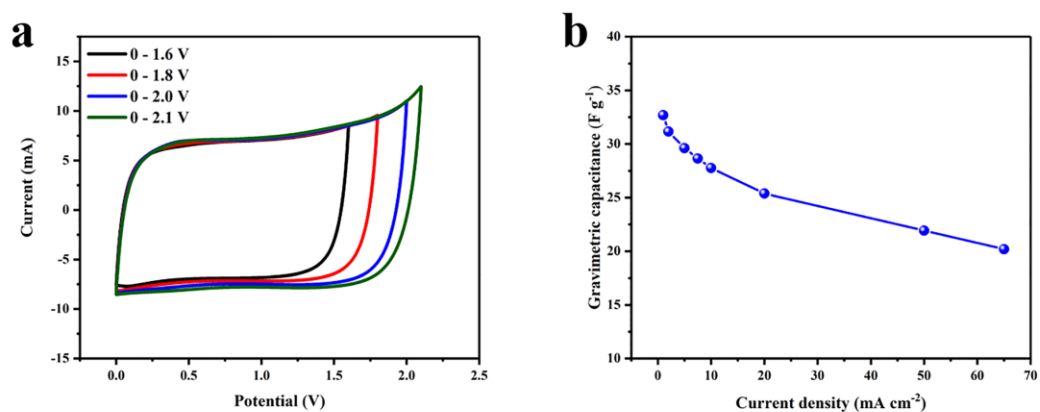 a
0 - 1.6 V
0 - 1.8 V
0 - 2.0 V
0 - 2.1 V
Current (mA)
15
10
5
0
-5
-10
-15
0.0 0.5 1.0 1.5 2.0 2.5
Potential (V)
b
Gravimetric capacitance (F g⁻¹)
40
35
30
25
20
15
10
0 10 20 30 40 50 60 70
Current density (mA cm⁻²)